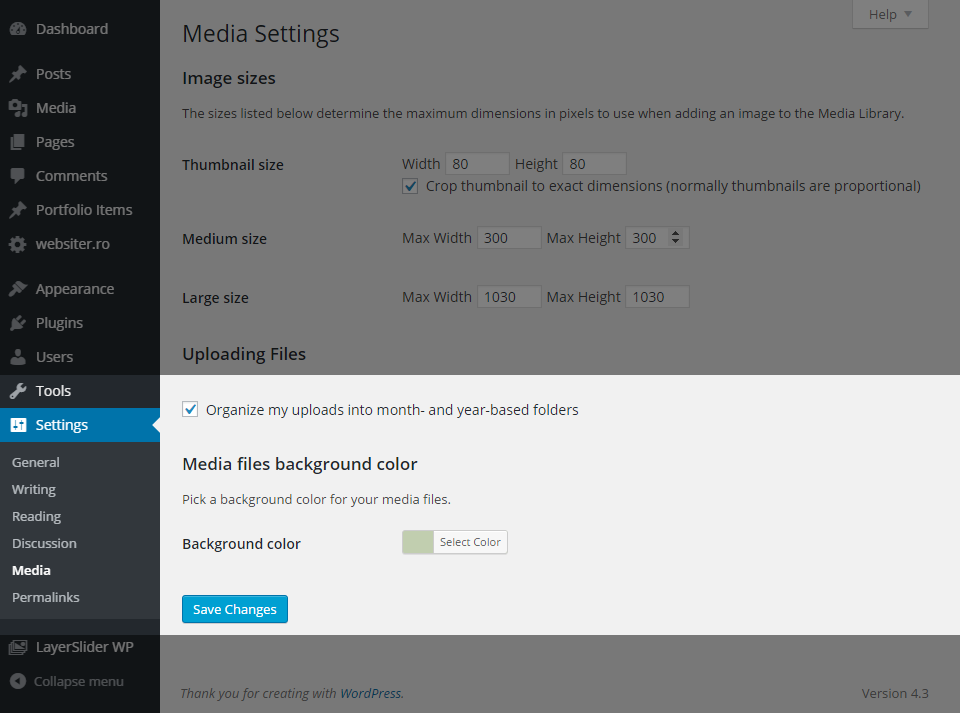 Dashboard
Posts
Media
Pages
Comments
Portfolio Items
websiter.ro
Appearance
Plugins
Users
Tools
Settings
General
Writing
Reading
Discussion
Media
Permalinks
LayerSlider WP
Collapse menu
Help
Media Settings
Image sizes
The sizes listed below determine the maximum dimensions in pixels to use when adding an image to the Media Library.
Thumbnail size Width 80 Height 80
Crop thumbnail to exact dimensions (normally thumbnails are proportional)
Medium size Max Width 300 Max Height 300
Large size Max Width 1030 Max Height 1030
Uploading Files
Organize my uploads into month- and year-based folders
Media files background color
Pick a background color for your media files.
Background color Select Color
Save Changes
Thank you for creating with WordPress. Version 4.3